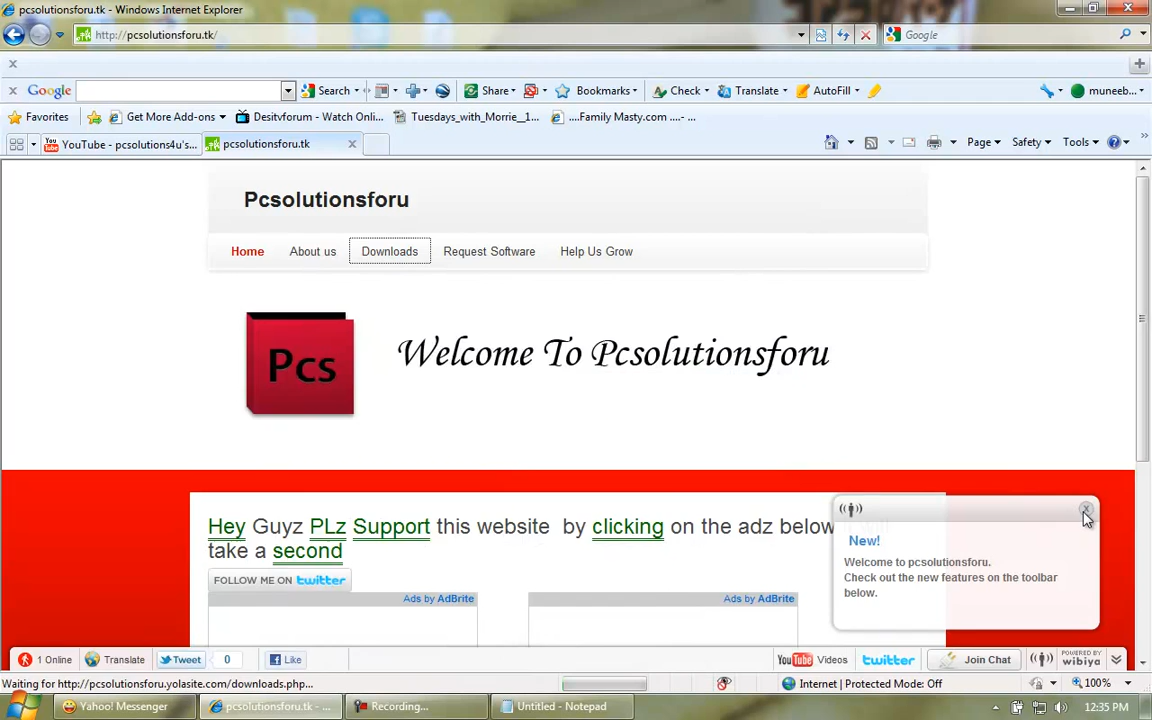 pcsolutionsforu.tk - Windows Internet Explorer
http://pcsolutionsforu.tk/
Google
Google Search Share Bookmarks Check Translate AutoFill muneeb...
Favorites Get More Add-ons Desitvforum - Watch Onli... Tuesdays_with_Morrie__1... ....Family Masty.com ....- ...
YouTube - pcsolutions4u's... pcsolutionsforu.tk Page Safety Tools
Pcsolutionsforu
Home About us Downloads Request Software Help Us Grow
Pcs
Welcome To Pcsolutionsforu
Hey Guyz PLz Support this website by clicking on the adz below it will
take a second
FOLLOW ME ON twitter
Ads by AdBrite Ads by AdBrite
New!
Welcome to pcsolutionsforu.
Check out the new features on the toolbar
below.
1 Online Translate Tweet 0 Like YouTube Videos twitter Join Chat POWERED BY wibiya
Waiting for http://pcsolutionsforu.yolasite.com/downloads.php... Internet | Protected Mode: Off 100%
Yahoo! Messenger pcsolutionsforu.tk - ... Recording... Untitled - Notepad 12:35 PM